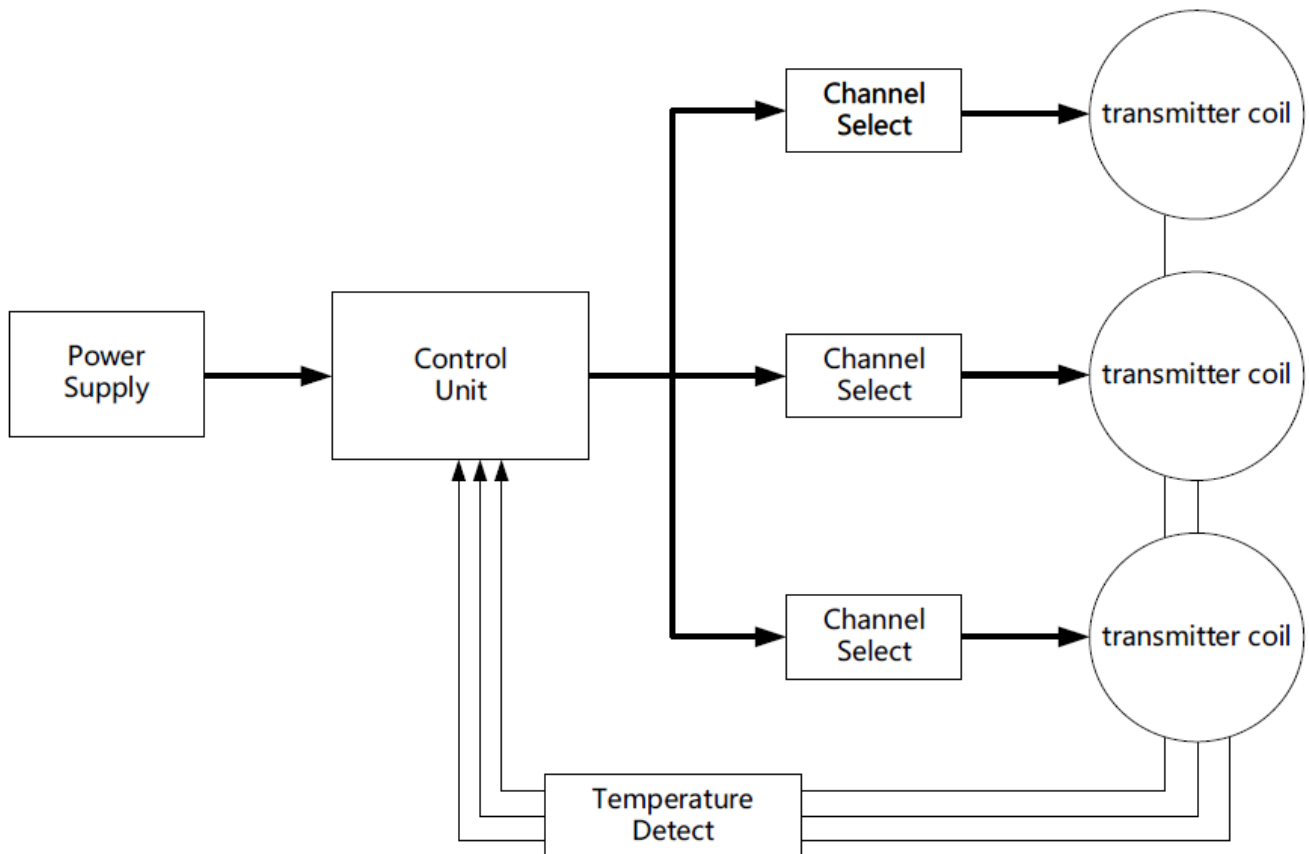 Channel
Select
transmitter coil
Power
Supply
Control
Unit
Channel
Select
transmitter coil
Channel
Select
transmitter coil
Temperature
Detect